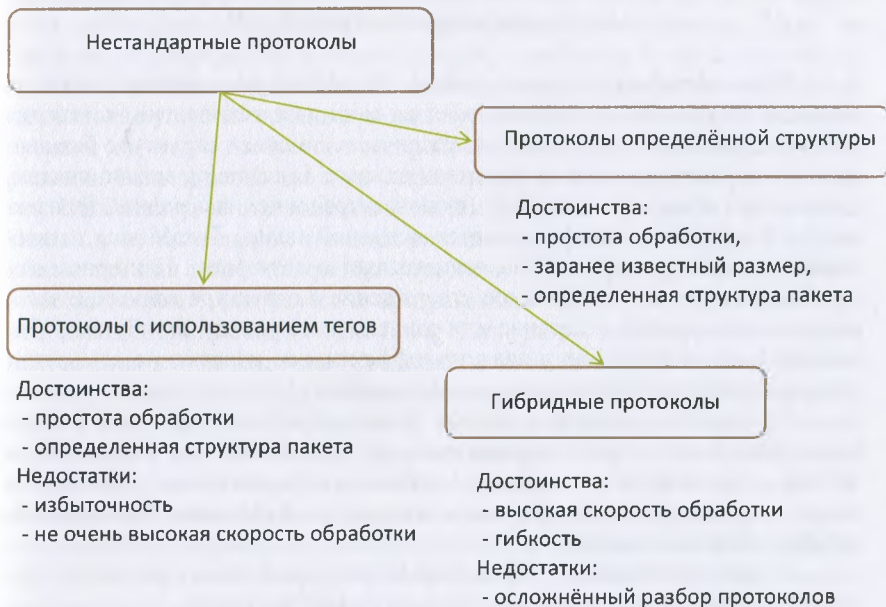 Нестандартные протоколы
Протоколы определённой структуры
Достоинства:
- простота обработки,
заранее известный размер,
определенная структура пакета
Протоколы с использованием тегов
Достоинства:
- простота обработки
- определенная структура пакета
Недостатки:
- избыточность
- не очень высокая скорость обработки
Гибридные протоколы
Достоинства:
- высокая скорость обработки
- гибкость
Недостатки:
- осложнённый разбор протоколов